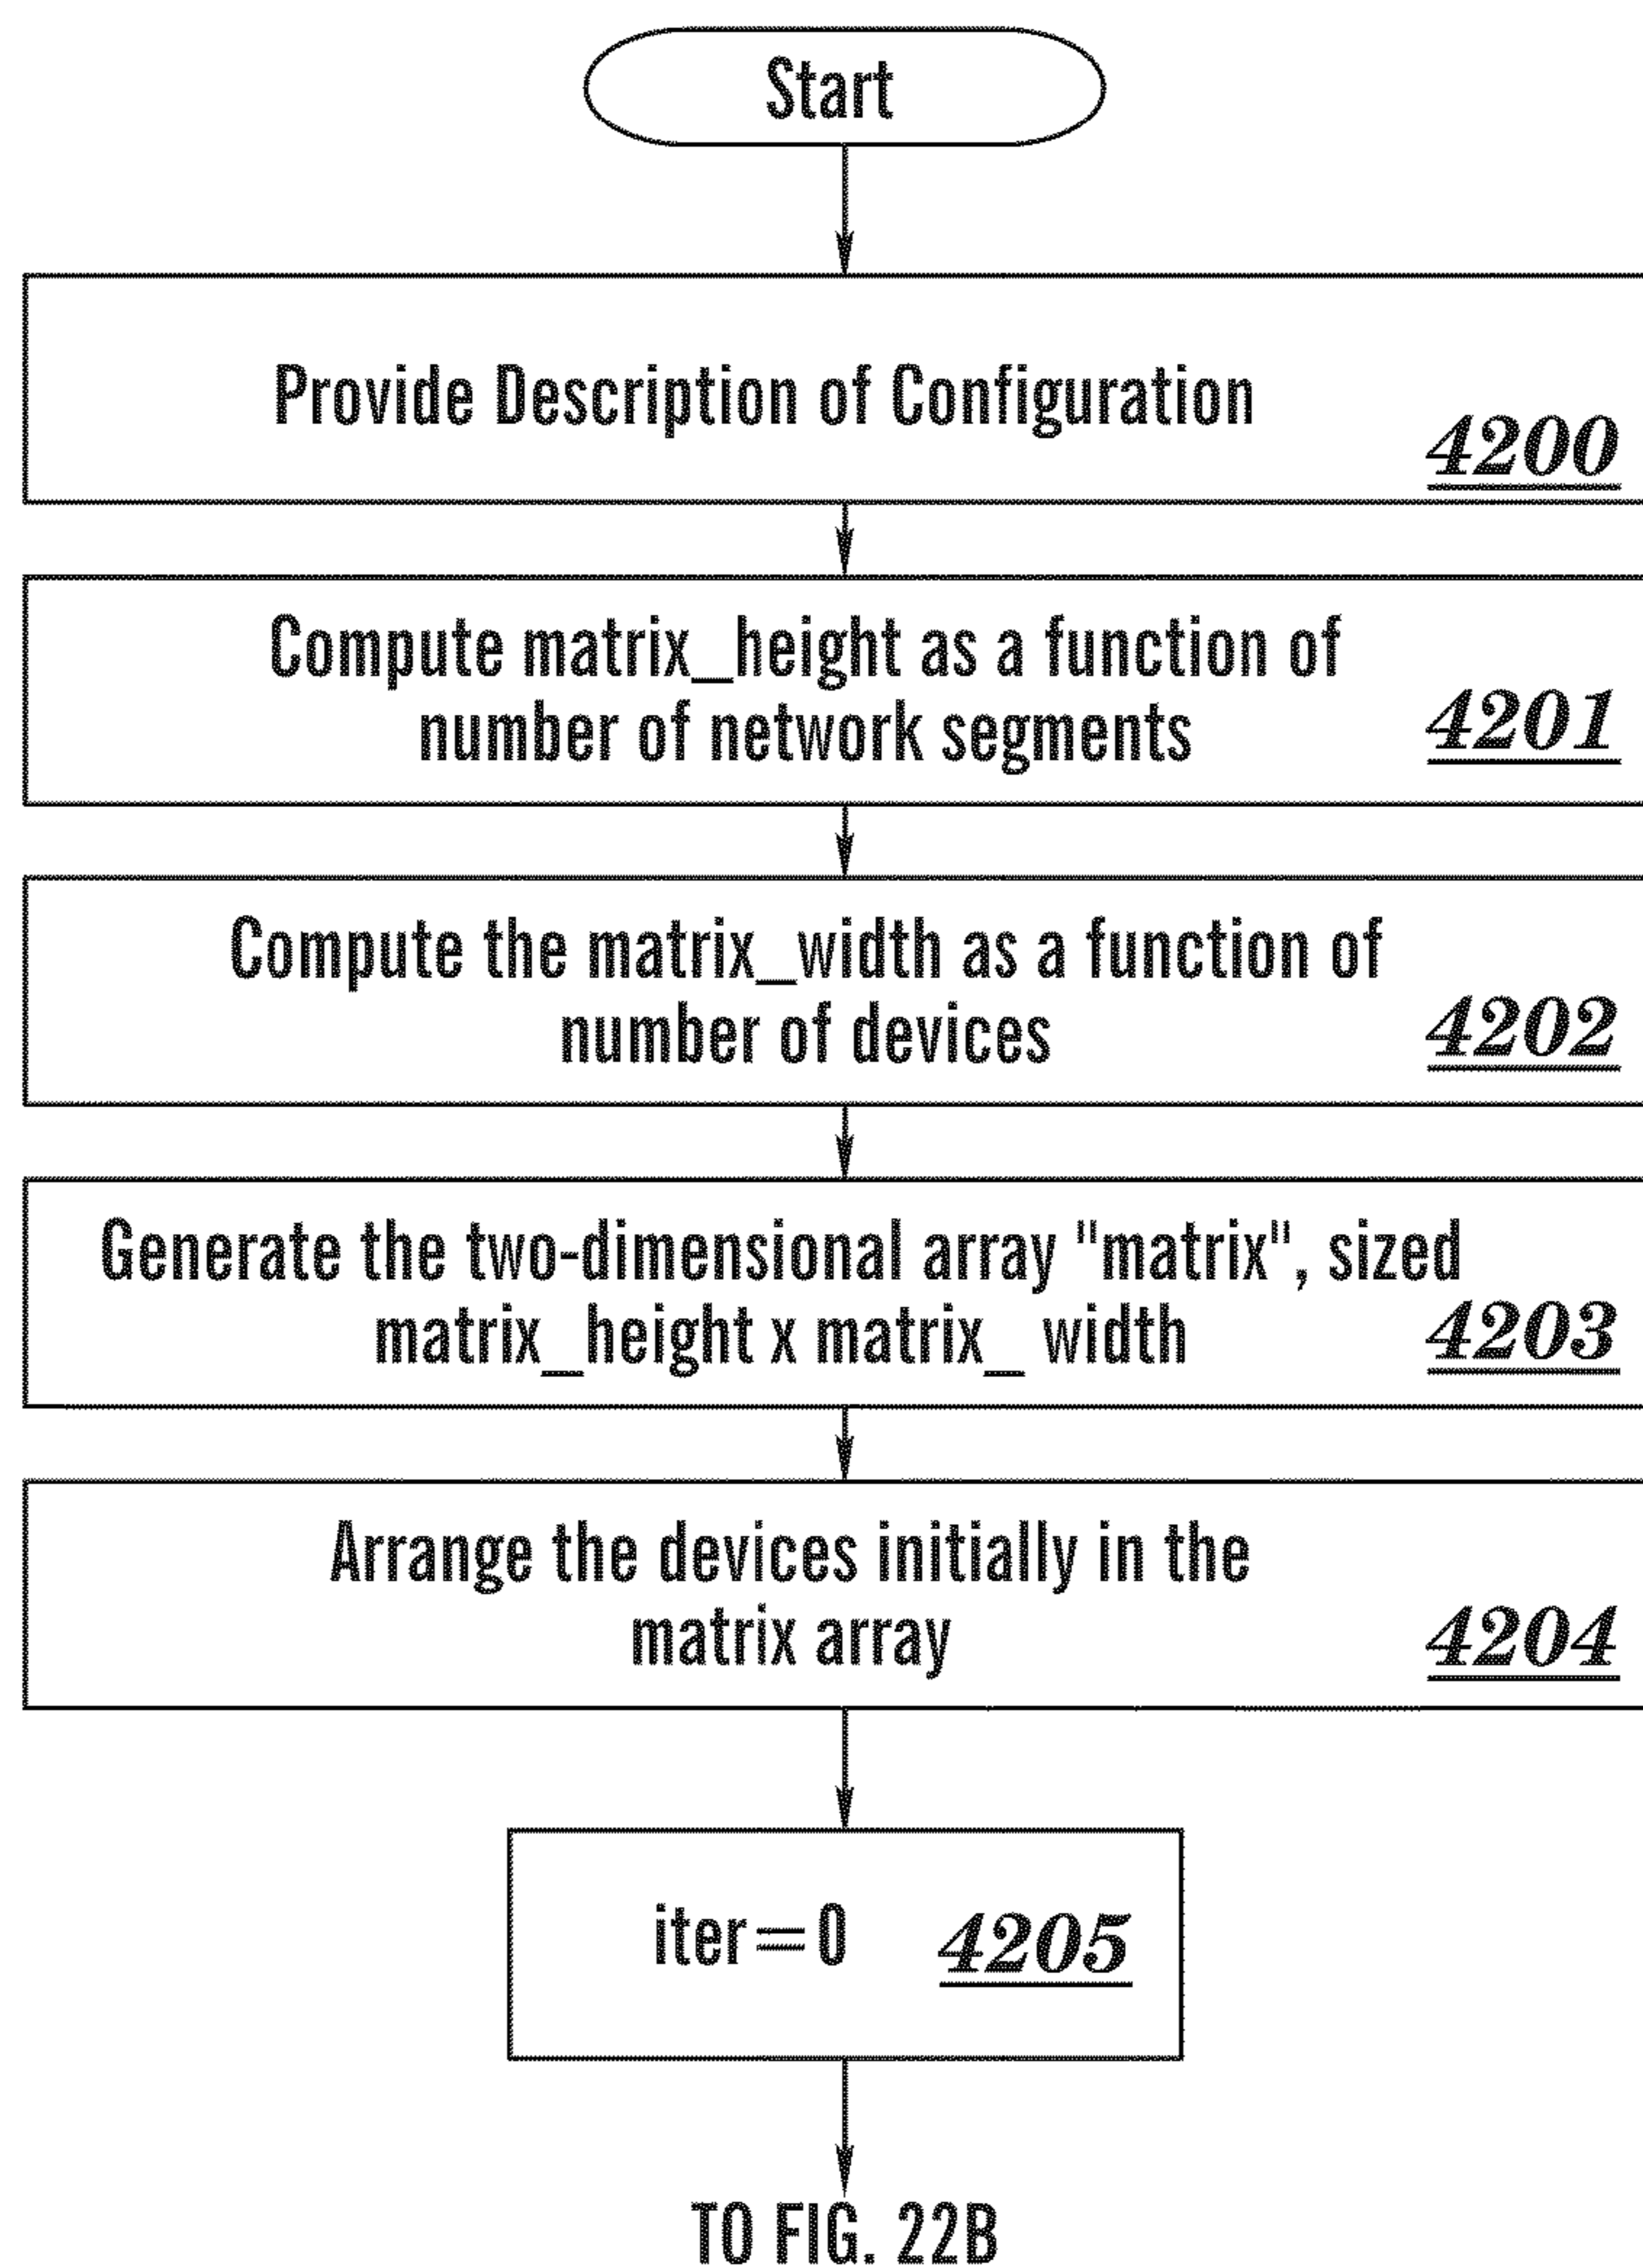 Start
Provide Description of Configuration
4200
Compute matrix_height as a function of
number of network segments
4201
Compute the matrix_width as a function of
number of devices
4202
Generate the two-dimensional array "matrix", sized
matrix_height x matrix_ width
4203
Arrange the devices initially in the
matrix array
4204
iter=0 4205
TO FIG. 22B